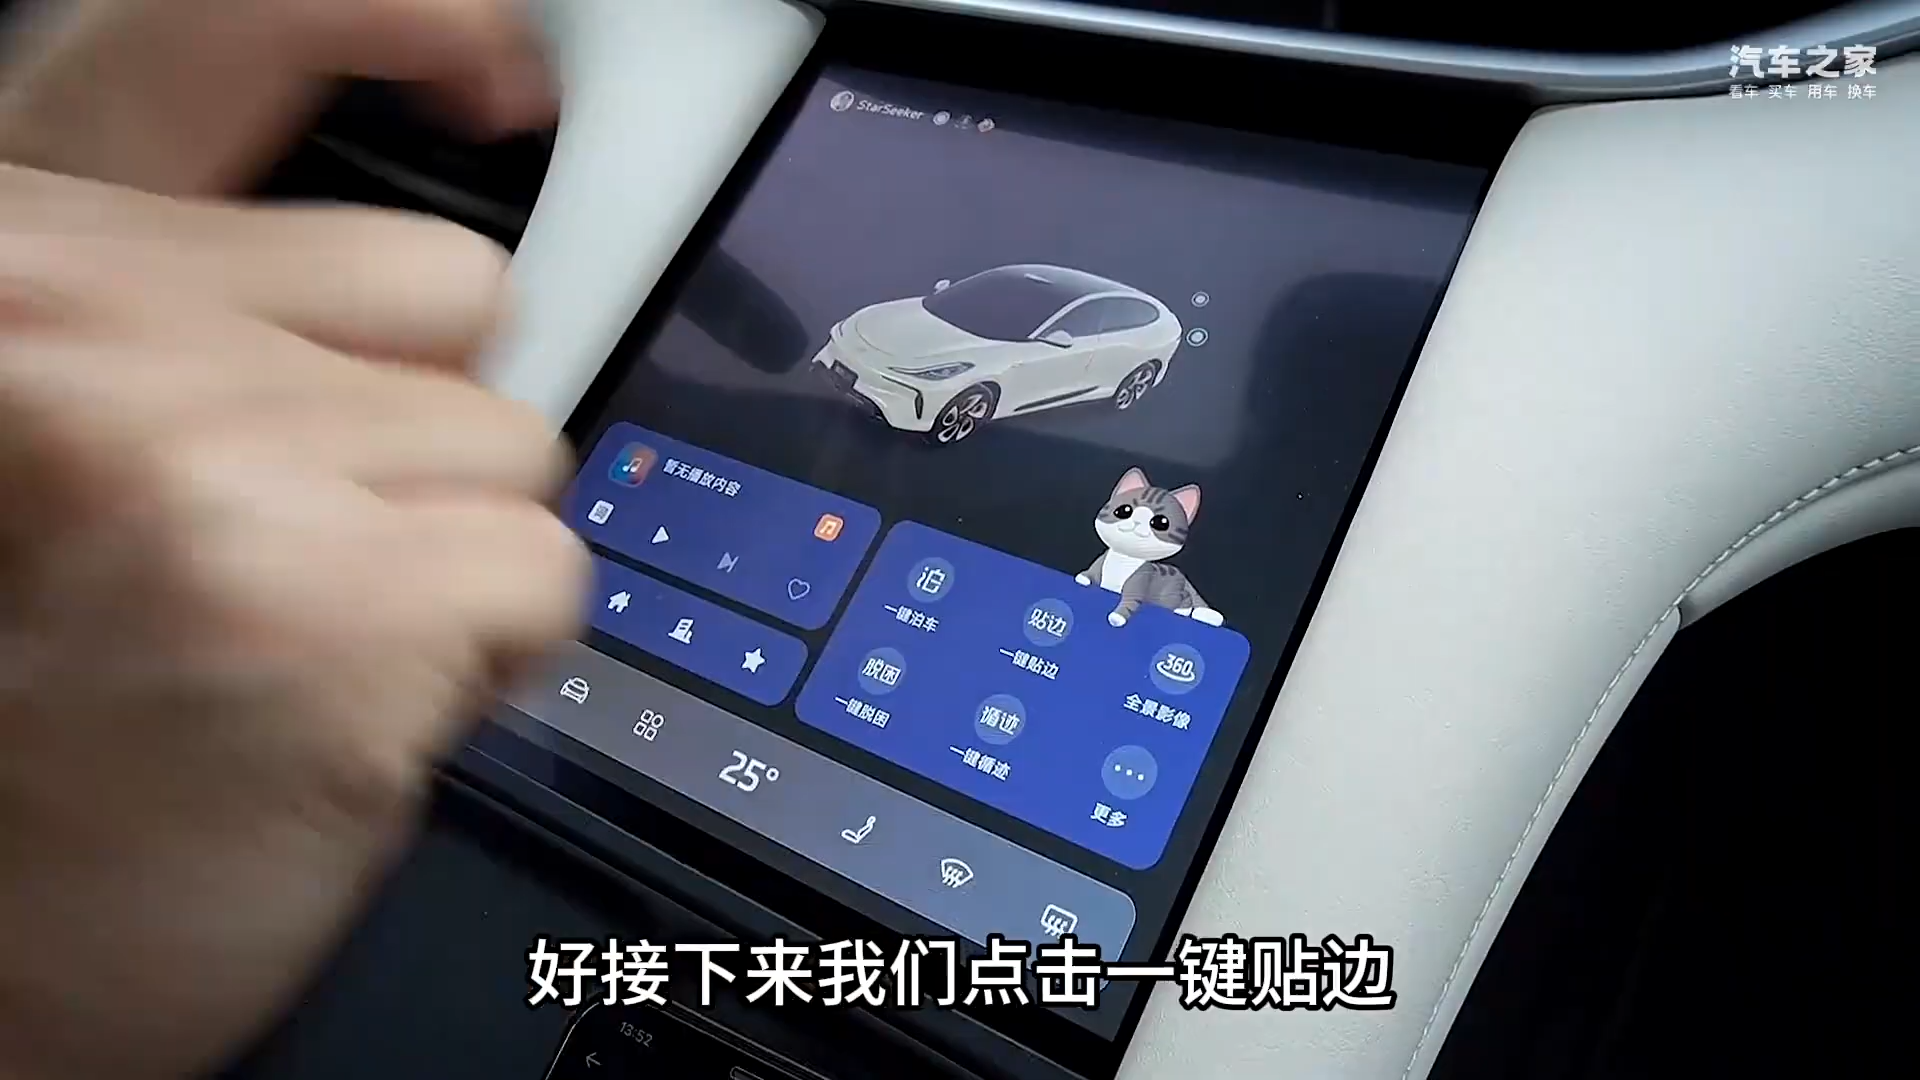 汽车之家
看车 买车 用车 换车
StarSeeker
暂无播放内容
词
泊
一键泊车
贴边
一键贴边
360
全景影像
脱困
一键脱困
循迹
一键循迹
更多
25°
好接下来我们点击一键贴边
13:52